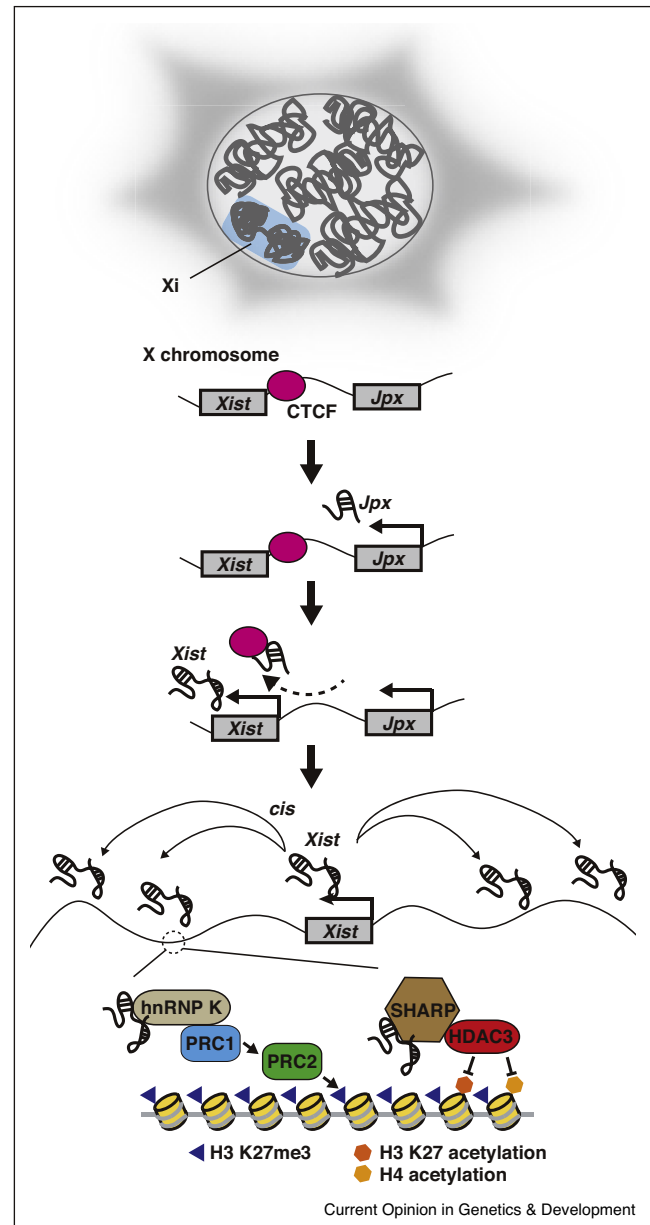 Xi
X chromosome
Xist
CTCF
Jpx
Jpx
Xist
Jpx
Xist
Xist
Jpx
cis
Xist
Xist
hnRNP K
PRC1
PRC2
SHARP
HDAC3
H3 K27me3
H3 K27 acetylation
H4 acetylation
Current Opinion in Genetics & Development